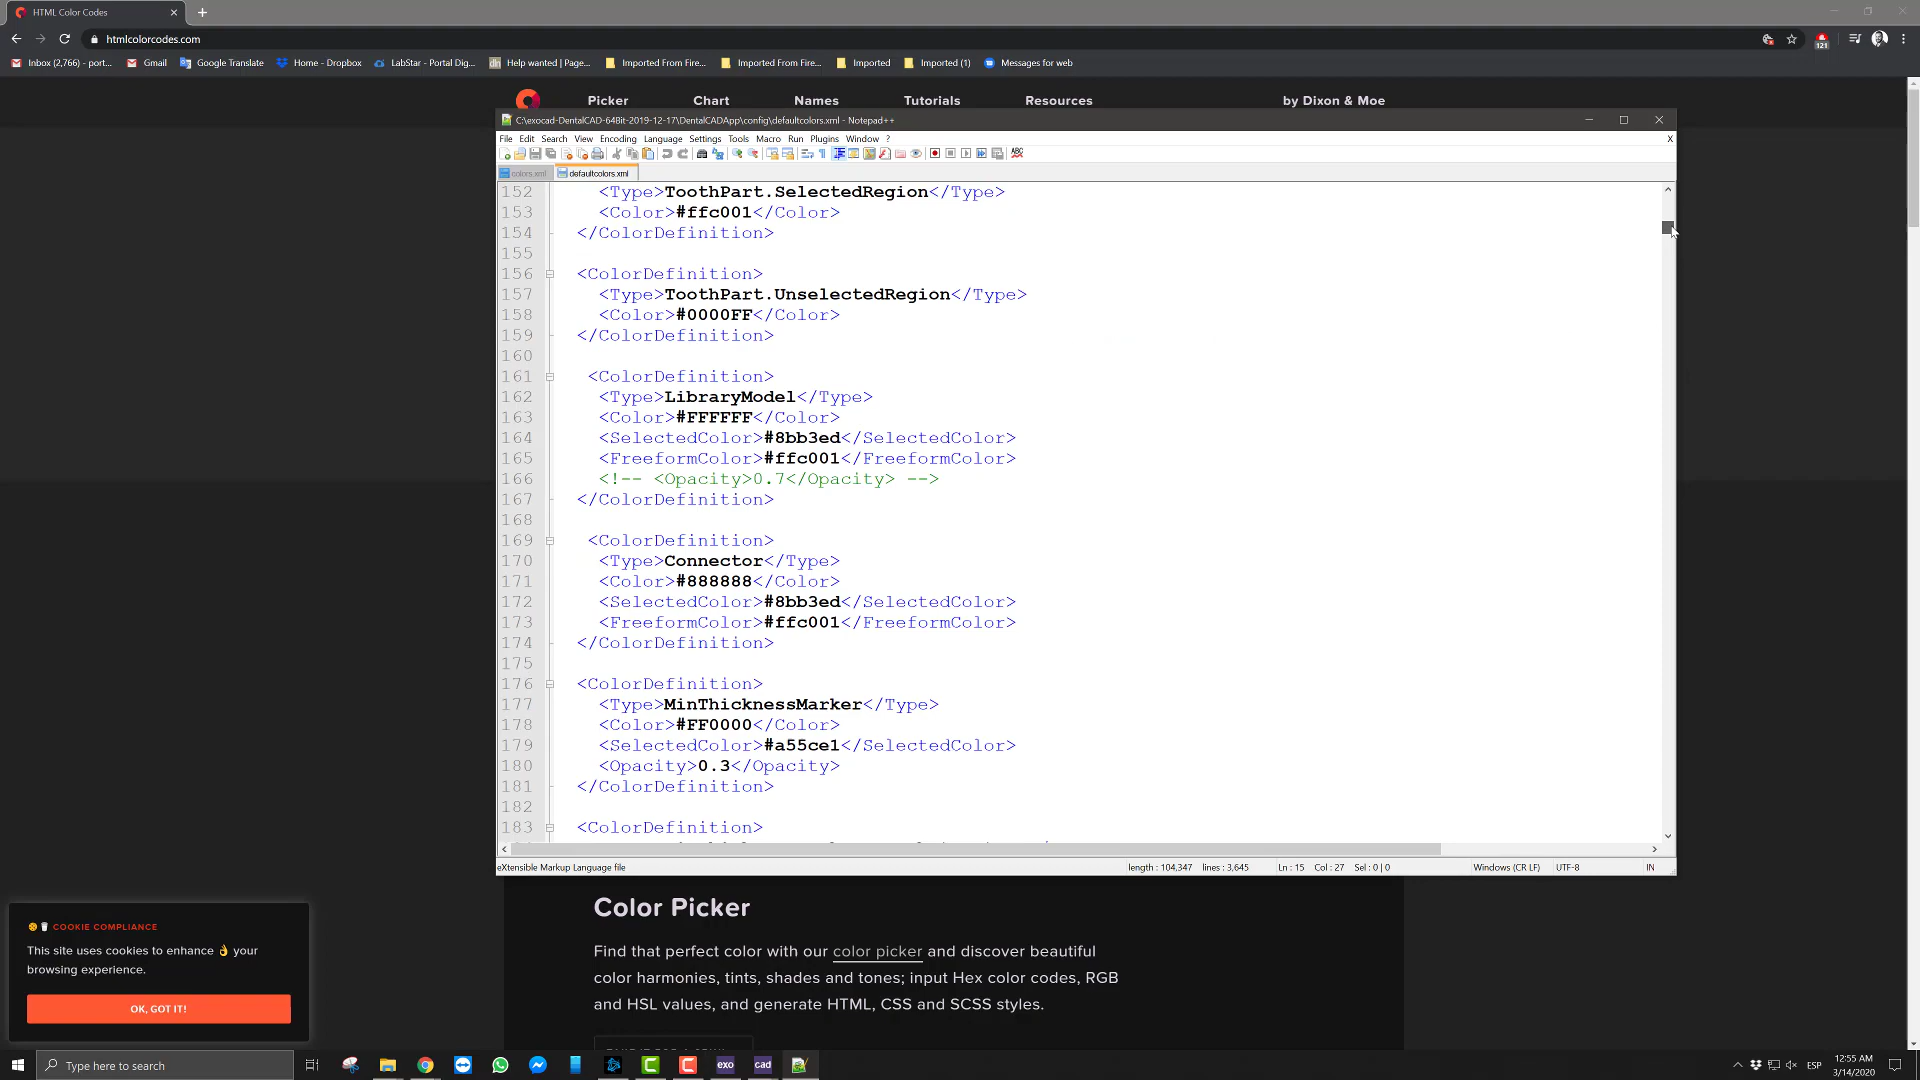 HTML Color Codes
htmlcolorcodes.com
121
Inbox (2,766) - port...
Gmail
Google Translate
Home - Dropbox
LabStar - Portal Dig...
Help wanted | Page...
Imported From Fire...
Imported From Fire...
Imported
Imported (1)
Messages for web
Picker
Chart
Names
Tutorials
Resources
by Dixon & Moe
C:\exocad-DentalCAD-64Bit-2019-12-17\DentalCADApp\config\defaultcolors.xml - Notepad++
File Edit Search View Encoding Language Settings Tools Macro Run Plugins Window ? X
colors.xml
defaultcolors.xml
152 <Type>ToothPart.SelectedRegion</Type>
153 <Color>#ffc001</Color>
154 </ColorDefinition>
155
156 <ColorDefinition>
157 <Type>ToothPart.UnselectedRegion</Type>
158 <Color>#0000FF</Color>
159 </ColorDefinition>
160
161 <ColorDefinition>
162 <Type>LibraryModel</Type>
163 <Color>#FFFFFF</Color>
164 <SelectedColor>#8bb3ed</SelectedColor>
165 <FreeformColor>#ffc001</FreeformColor>
166 <!-- <Opacity>0.7</Opacity> -->
167 </ColorDefinition>
168
169 <ColorDefinition>
170 <Type>Connector</Type>
171 <Color>#888888</Color>
172 <SelectedColor>#8bb3ed</SelectedColor>
173 <FreeformColor>#ffc001</FreeformColor>
174 </ColorDefinition>
175
176 <ColorDefinition>
177 <Type>MinThicknessMarker</Type>
178 <Color>#FF0000</Color>
179 <SelectedColor>#a55ce1</SelectedColor>
180 <Opacity>0.3</Opacity>
181 </ColorDefinition>
182
183 <ColorDefinition>
eXtensible Markup Language file
length : 104,347 lines : 3,645
Ln : 15 Col : 27 Sel : 0 | 0
Windows (CR LF)
UTF-8
IN
Color Picker
Find that perfect color with our color picker and discover beautiful
color harmonies, tints, shades and tones; input Hex color codes, RGB
and HSL values, and generate HTML, CSS and SCSS styles.
COOKIE COMPLIANCE
This site uses cookies to enhance 👌 your
browsing experience.
OK, GOT IT!
Type here to search
exo
cad
ESP
12:55 AM
3/14/2020